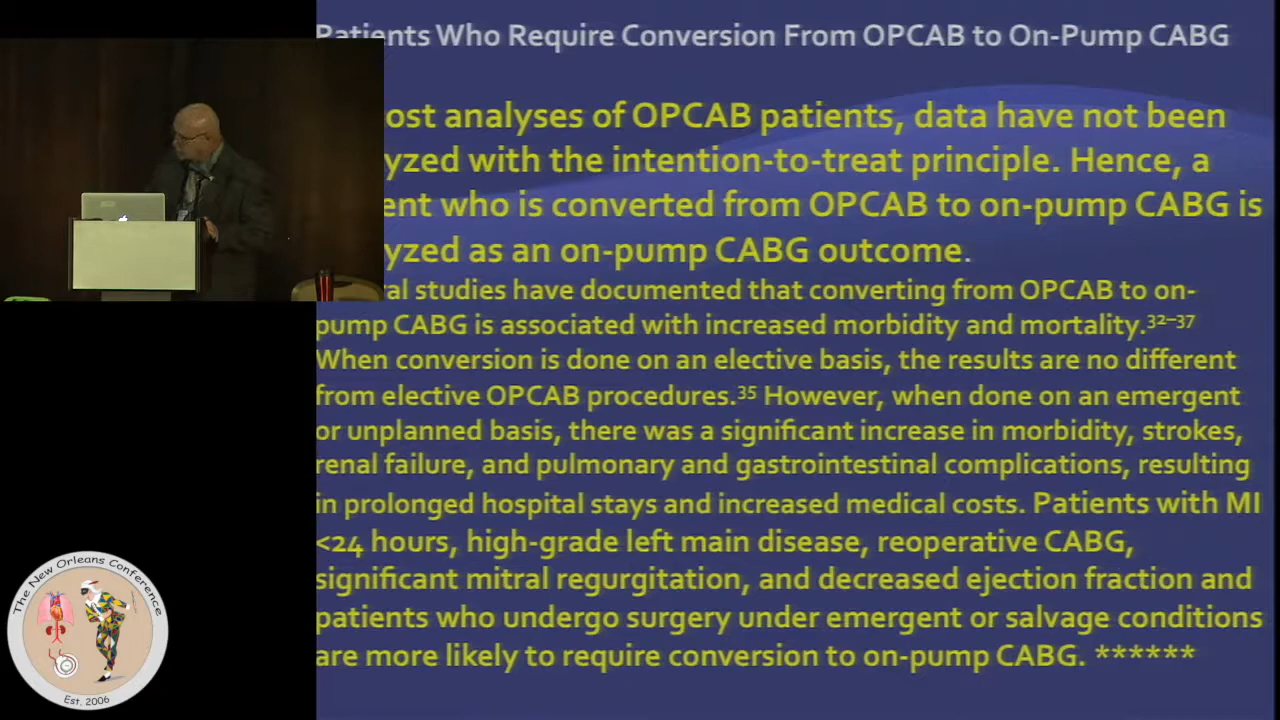 Patients Who Require Conversion From OPCAB to On-Pump CABG
ost analyses of OPCAB patients, data have not been
yzed with the intention-to-treat principle. Hence, a
ent who is converted from OPCAB to on-pump CABG is
yzed as an on-pump CABG outcome.
ral studies have documented that converting from OPCAB to on-
pump CABG is associated with increased morbidity and mortality.³²⁻³⁷
When conversion is done on an elective basis, the results are no different
from elective OPCAB procedures.³⁵ However, when done on an emergent
or unplanned basis, there was a significant increase in morbidity, strokes,
renal failure, and pulmonary and gastrointestinal complications, resulting
in prolonged hospital stays and increased medical costs. Patients with MI
<24 hours, high-grade left main disease, reoperative CABG,
significant mitral regurgitation, and decreased ejection fraction and
patients who undergo surgery under emergent or salvage conditions
are more likely to require conversion to on-pump CABG. ******
The New Orleans Conference
Est. 2006